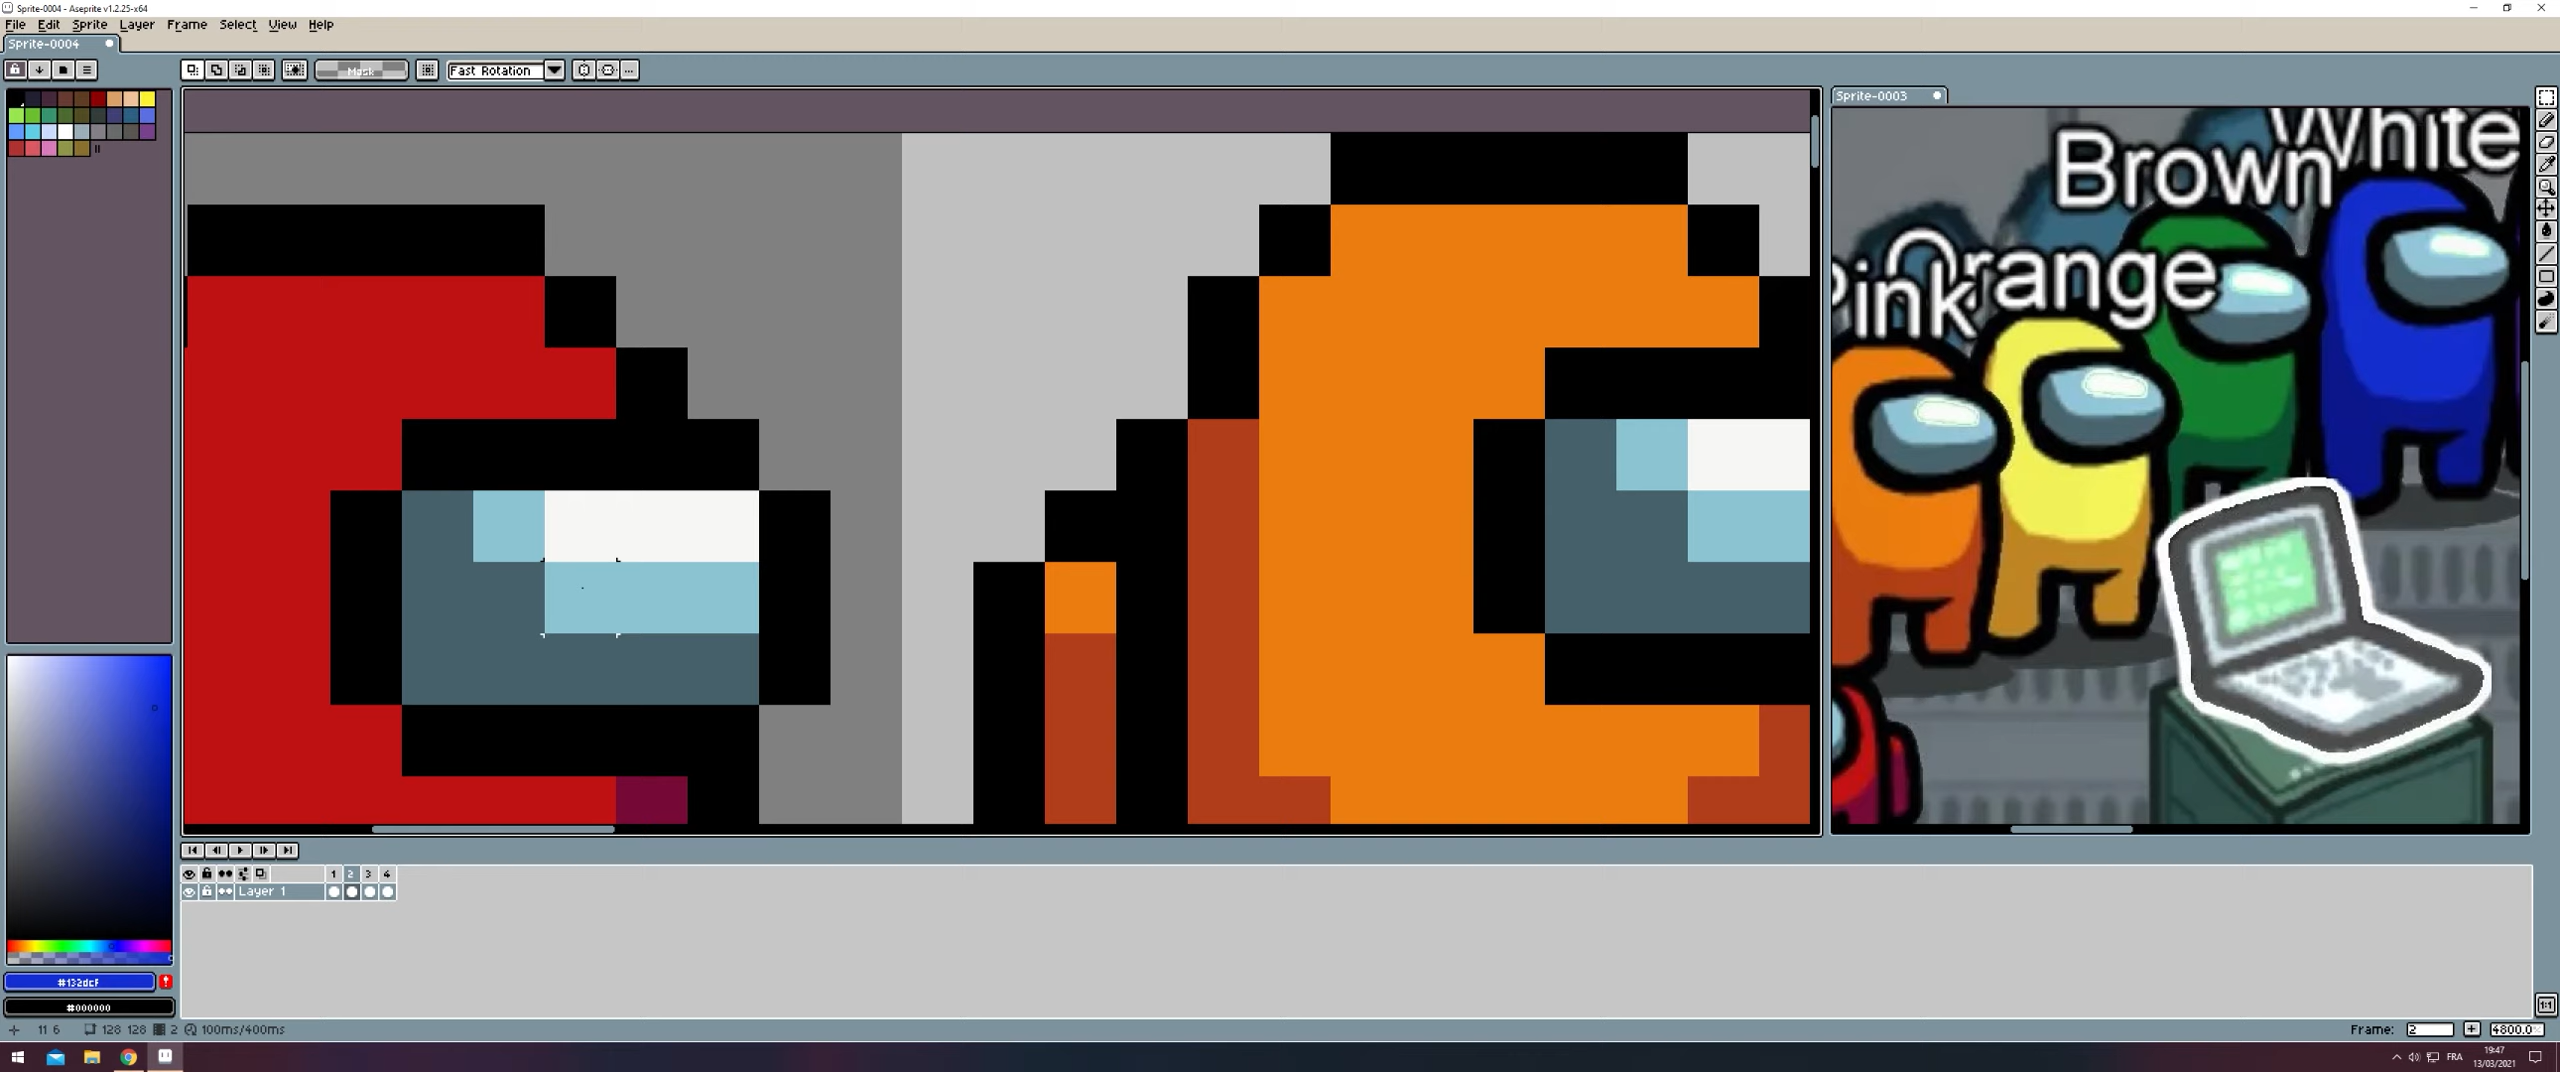 Sprite-0004 - Aseprite v1.2.25-x64
File Edit Sprite Layer Frame Select View Help
Sprite-0004
Mask
Fast Rotation
...
Sprite-0003
White
Brown
Orange
Pink
1 2 3 4
Layer 1
#132dcf
#000000
11 6 128 128 2 100ms/400ms
Frame: 2 + 4800.0
1:1
FRA
19:47
13/03/2021